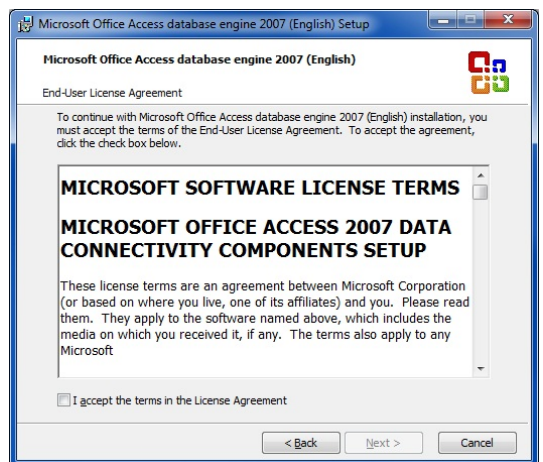 Microsoft Office Access database engine 2007 (English) Setup
Microsoft Office Access database engine 2007 (English)
End-User License Agreement
To continue with Microsoft Office Access database engine 2007 (English) installation, you
must accept the terms of the End-User License Agreement. To accept the agreement,
click the check box below.
MICROSOFT SOFTWARE LICENSE TERMS
MICROSOFT OFFICE ACCESS 2007 DATA
CONNECTIVITY COMPONENTS SETUP
These license terms are an agreement between Microsoft Corporation
(or based on where you live, one of its affiliates) and you. Please read
them. They apply to the software named above, which includes the
media on which you received it, if any. The terms also apply to any
Microsoft
I accept the terms in the License Agreement
< Back Next > Cancel